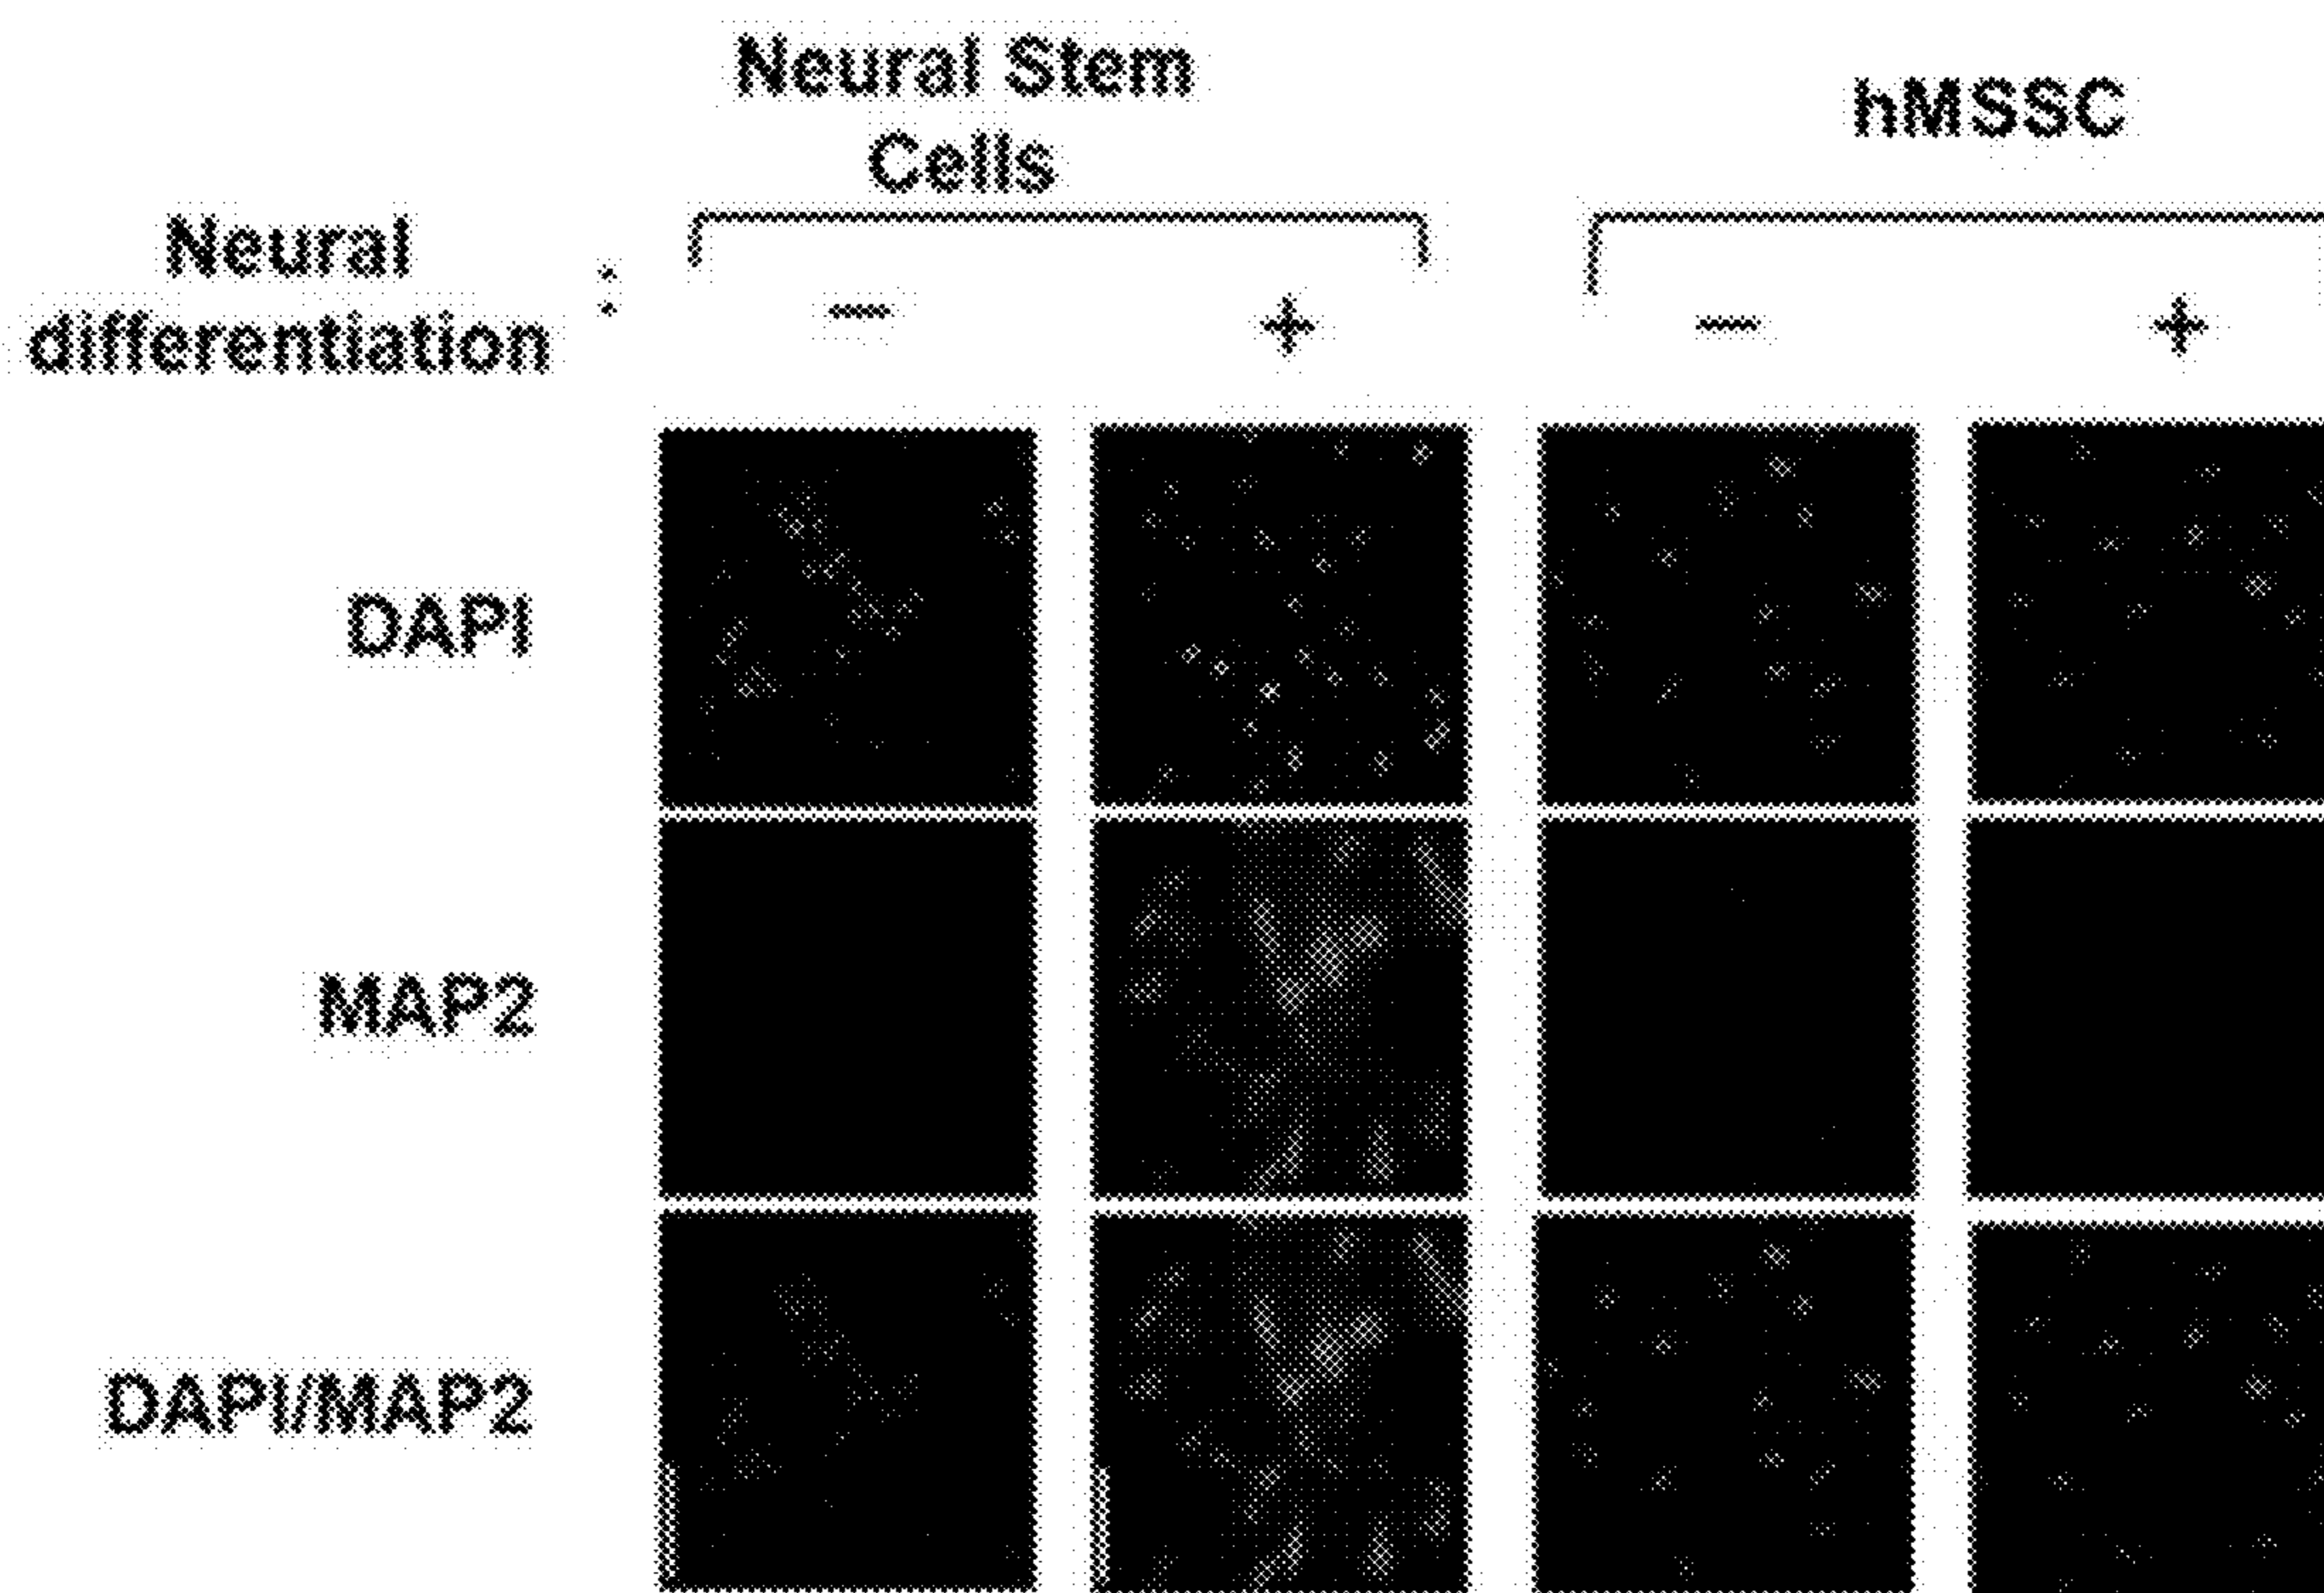 Neural Stem
Cells
hMSSC
Neural
differentiation :
− + − +
DAPI
MAP2
DAPI/MAP2